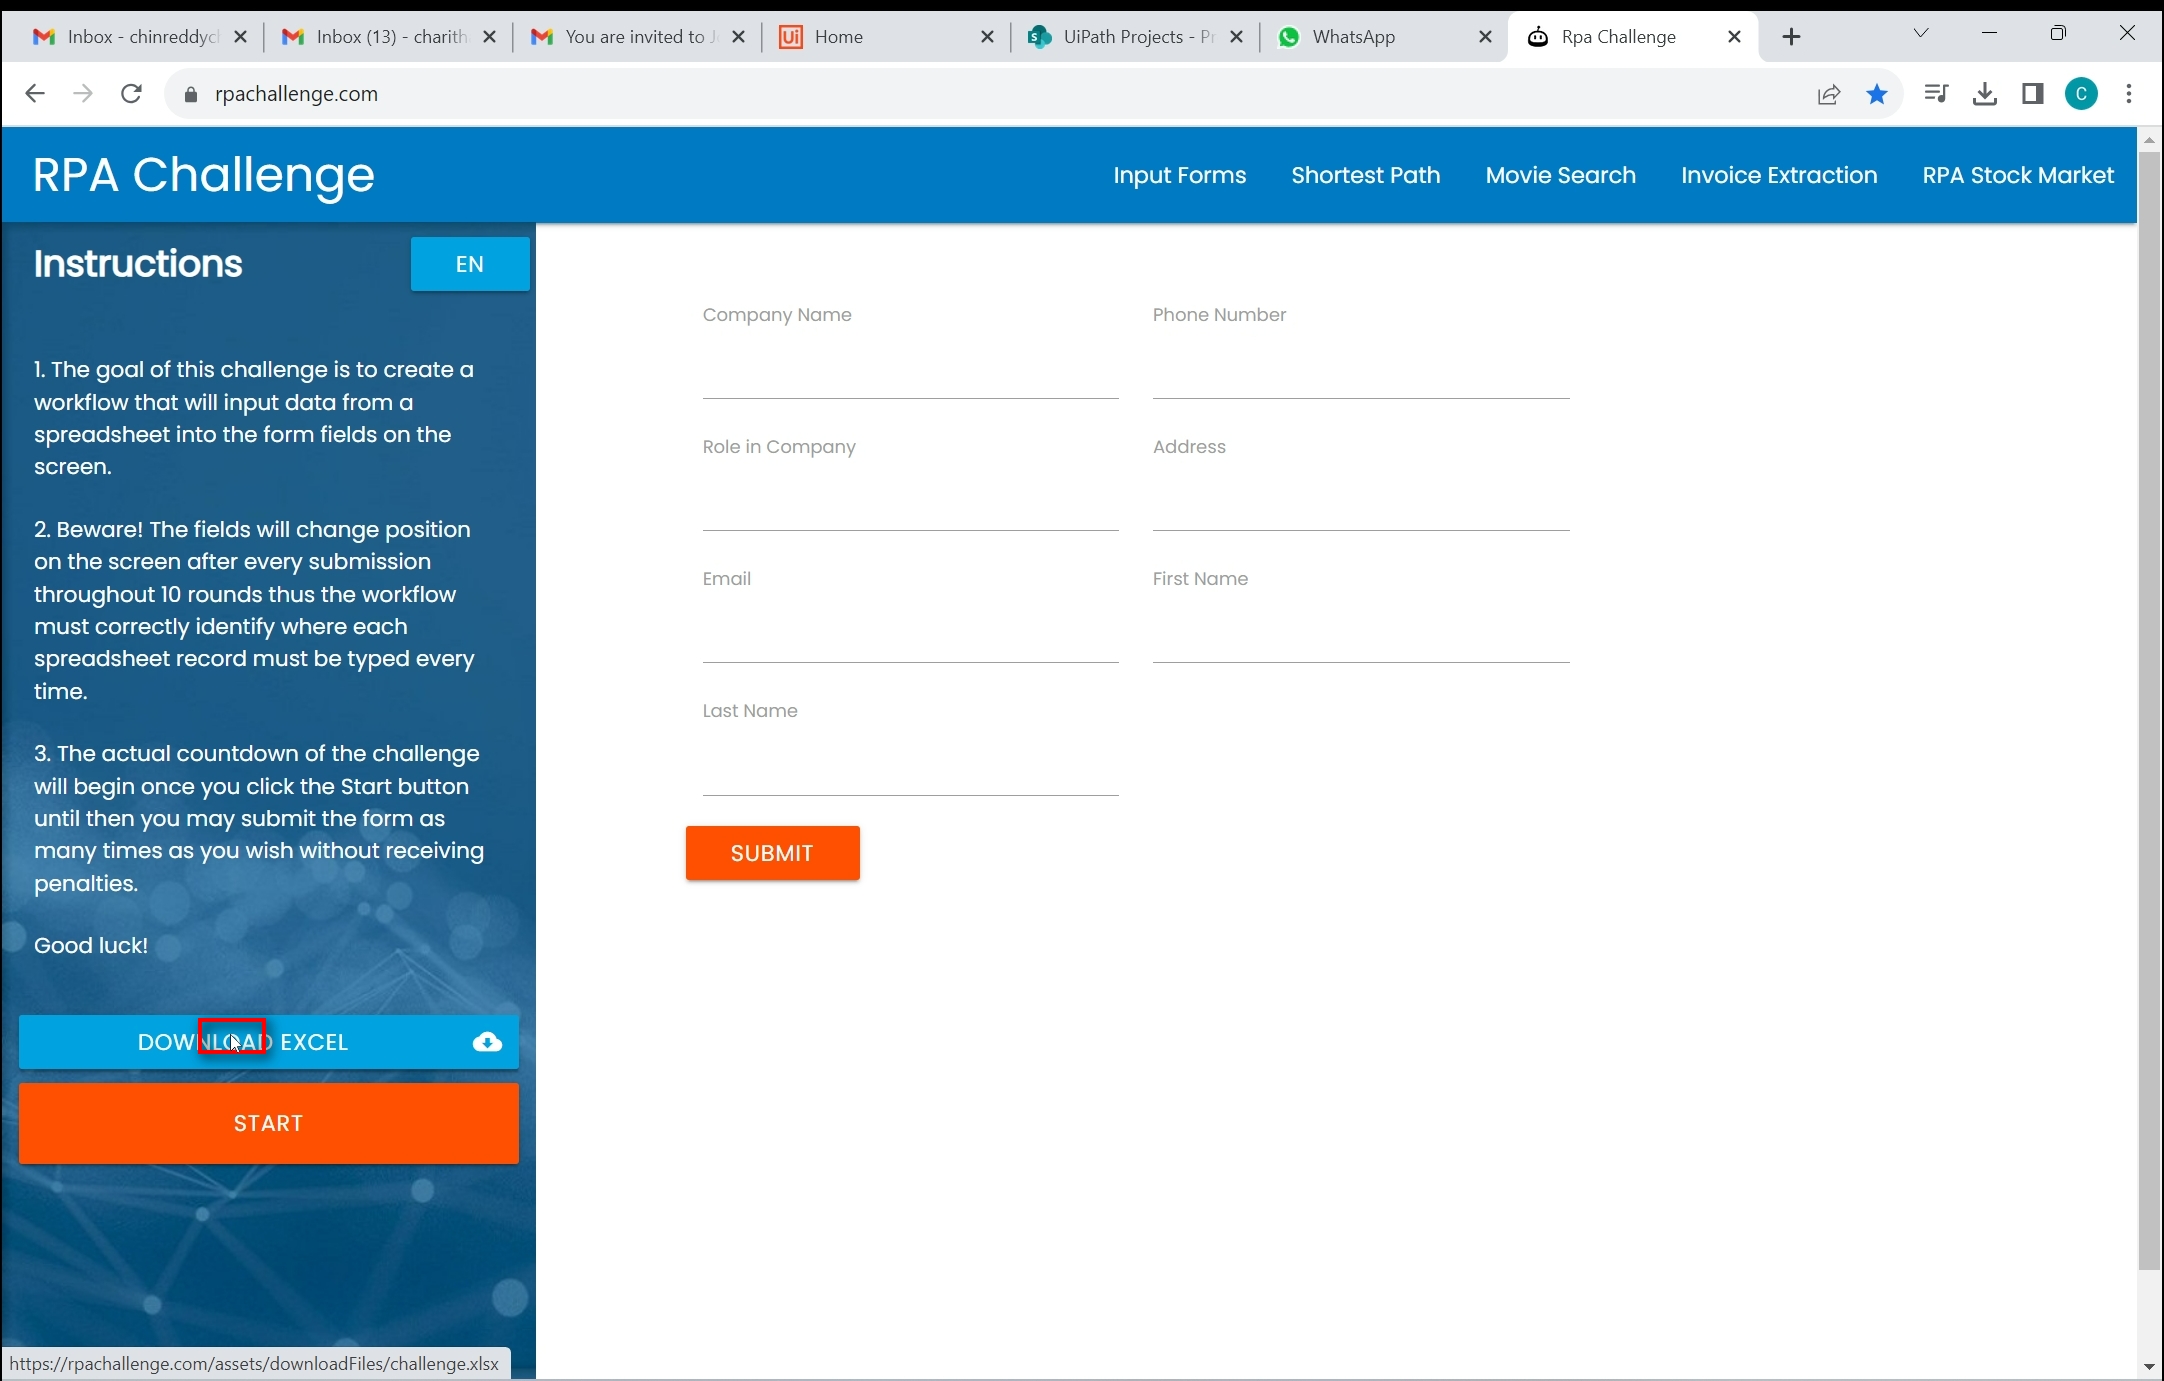 Inbox - chinreddyc
Inbox (13) - charith
You are invited to J
Ui Home
UiPath Projects - Pr
WhatsApp
Rpa Challenge
rpachallenge.com
C
RPA Challenge
Input Forms
Shortest Path
Movie Search
Invoice Extraction
RPA Stock Market
Instructions
EN
1. The goal of this challenge is to create a
workflow that will input data from a
spreadsheet into the form fields on the
screen.
2. Beware! The fields will change position
on the screen after every submission
throughout 10 rounds thus the workflow
must correctly identify where each
spreadsheet record must be typed every
time.
3. The actual countdown of the challenge
will begin once you click the Start button
until then you may submit the form as
many times as you wish without receiving
penalties.
Good luck!
DOWNLOAD EXCEL
START
Company Name
Phone Number
Role in Company
Address
Email
First Name
Last Name
SUBMIT
https://rpachallenge.com/assets/downloadFiles/challenge.xlsx